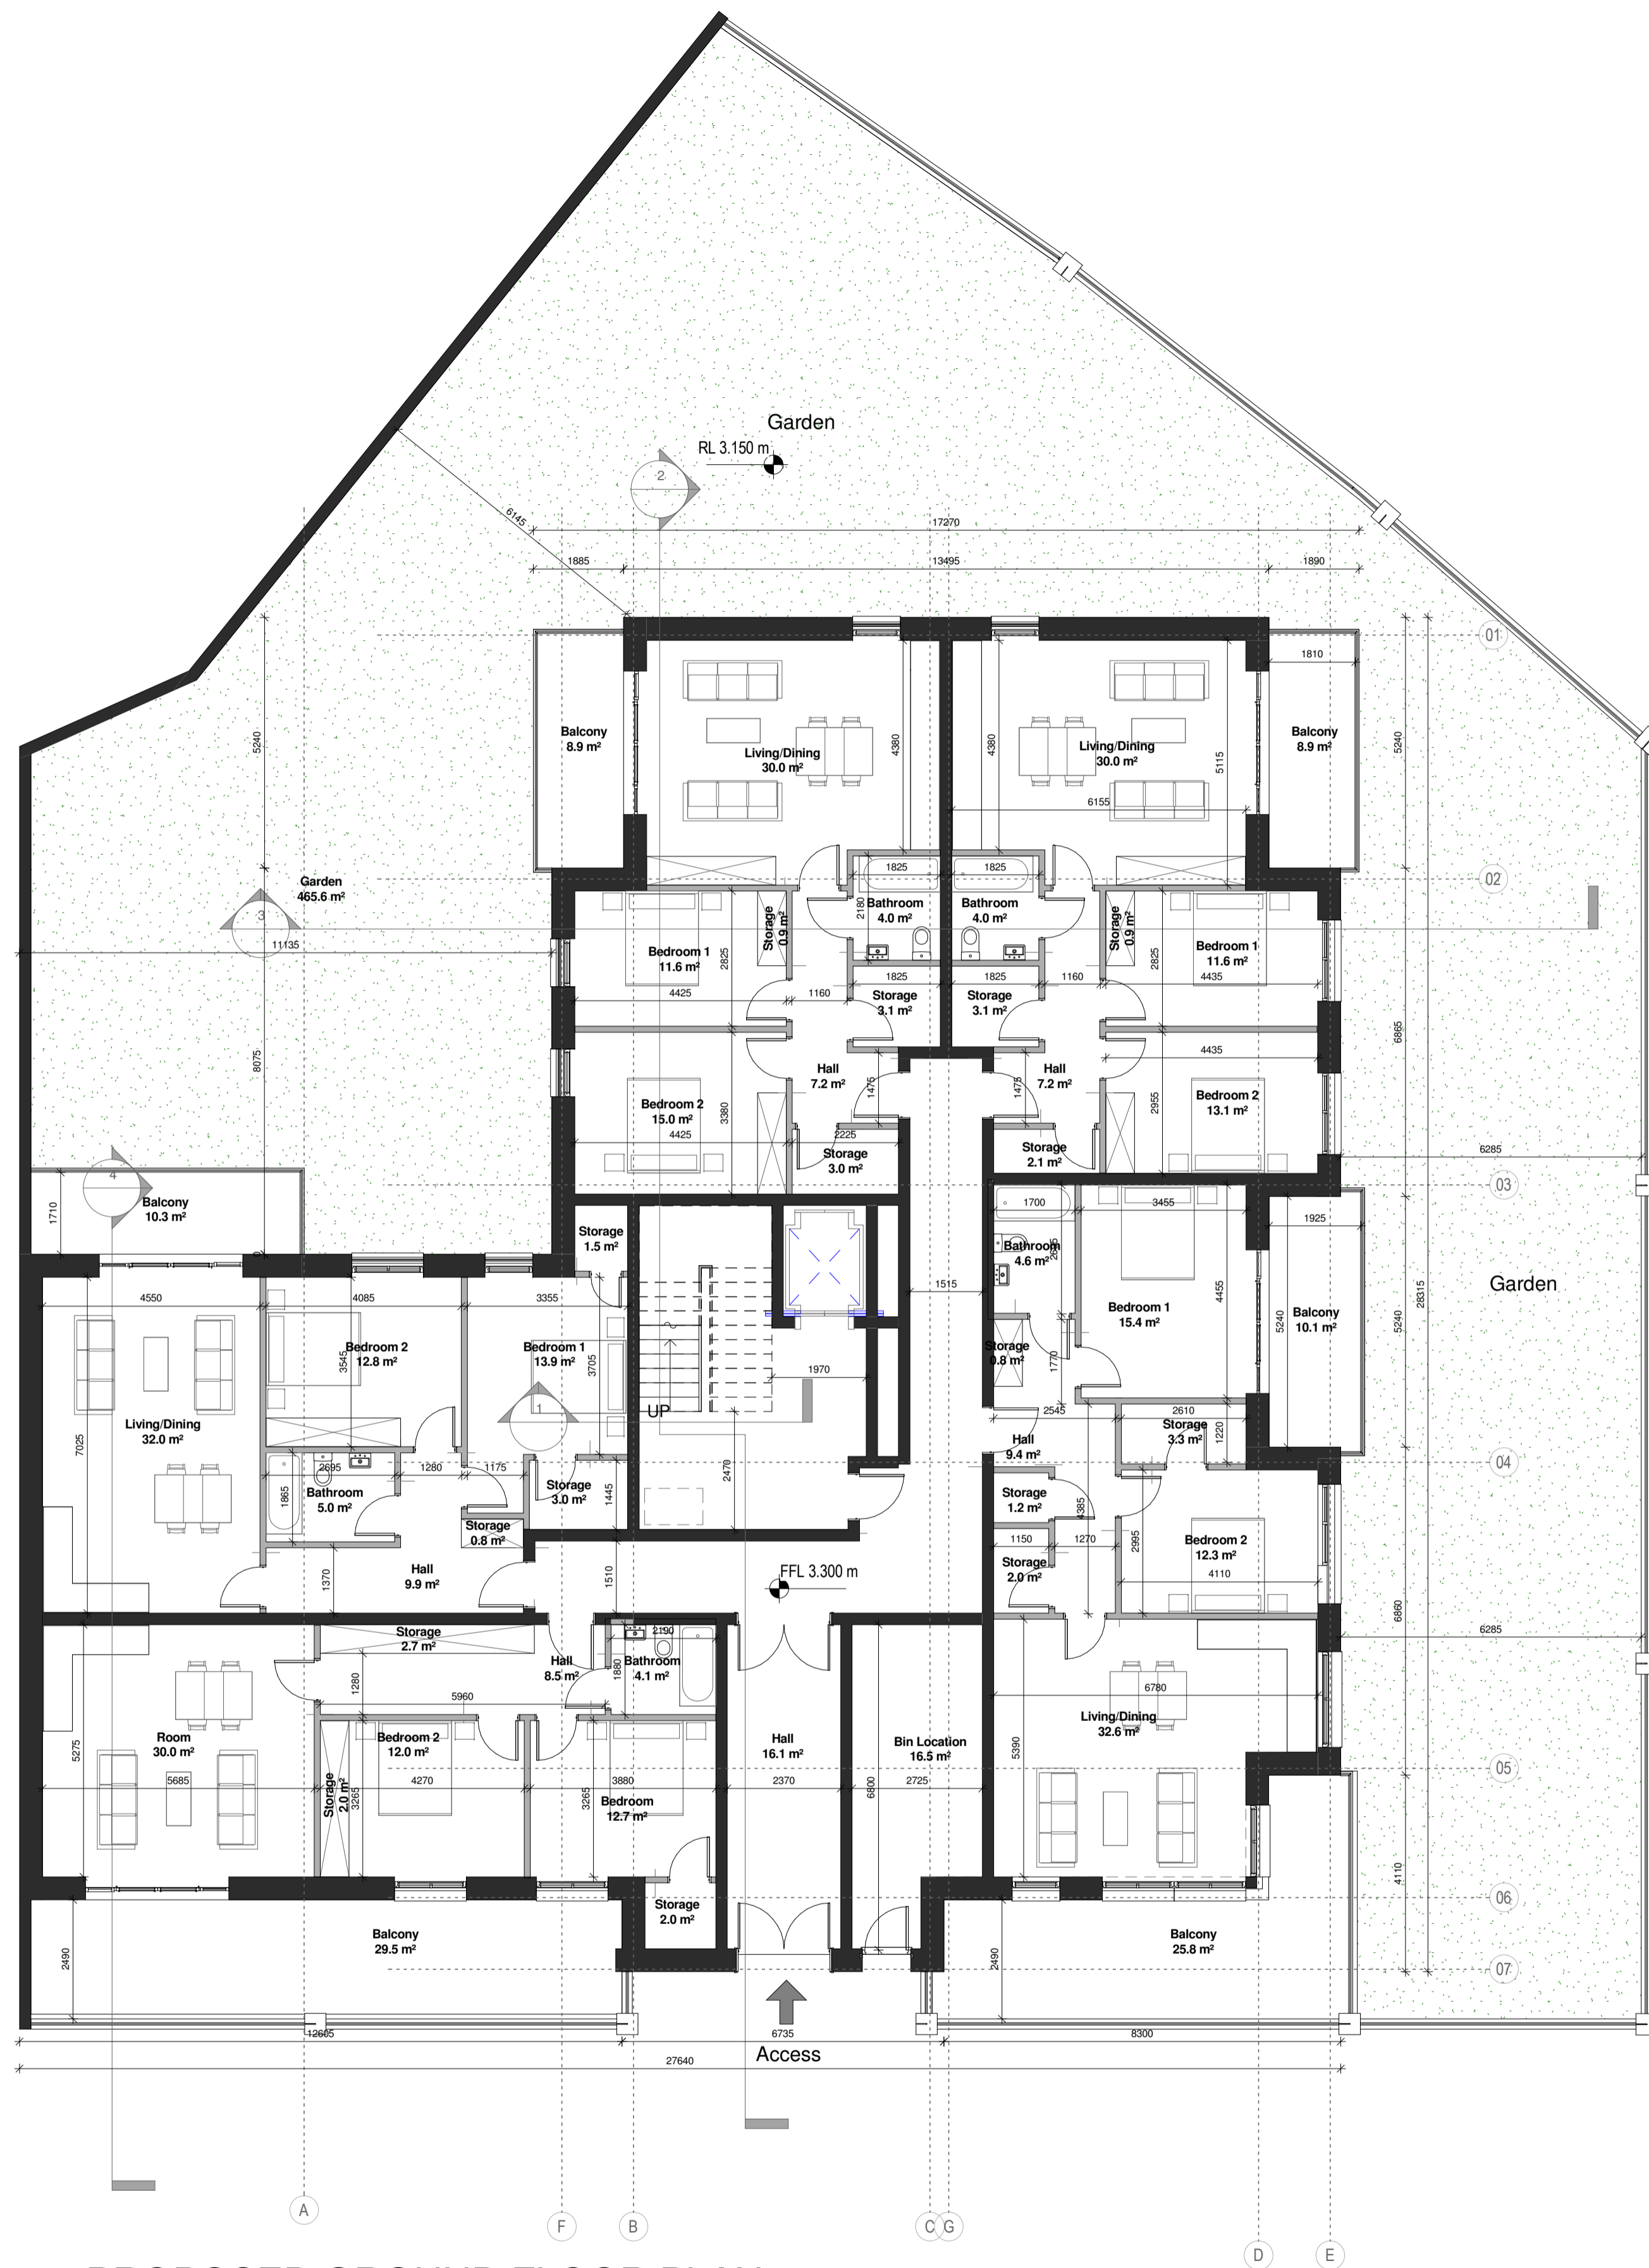 Garden
RL 3.150 m
2
6145
17270
1885
13495
1890
01
1810
5240
Balcony
8.9 m²
Living/Dining
30.0 m²
4380
4380
Living/Dining
30.0 m²
5115
6155
Balcony
8.9 m²
5240
Garden
465.6 m²
3
11135
02
1825
1825
2180
Bathroom
4.0 m²
Bathroom
4.0 m²
Storage
0.9 m²
Storage
0.9 m²
Bedroom 1
11.6 m²
2825
4425
1160
1825
Storage
3.1 m²
1825
Storage
3.1 m²
1160
2825
Bedroom 1
11.6 m²
4435
6865
28315
8075
4435
Hall
7.2 m²
1475
Hall
7.2 m²
1475
Bedroom 2
15.0 m²
3380
4425
2225
Storage
3.0 m²
Storage
2.1 m²
2955
Bedroom 2
13.1 m²
6285
03
4
1710
Balcony
10.3 m²
0
Storage
1.5 m²
1700
3455
1925
Bathroom
4.6 m²
4550
4085
3355
1515
Bedroom 1
15.4 m²
4455
5240
Balcony
10.1 m²
5240
Garden
Bedroom 2
12.8 m²
3545
Bedroom 1
13.9 m²
3705
1
UP
1970
Storage
0.8 m²
1770
7025
Living/Dining
32.0 m²
2545
2610
Storage
3.3 m²
1220
Hall
9.4 m²
04
2695
1280
1175
1865
Bathroom
5.0 m²
Storage
3.0 m²
1445
2470
Storage
1.2 m²
4385
Storage
0.8 m²
1150
1270
2995
Bedroom 2
12.3 m²
4110
Storage
2.0 m²
1370
Hall
9.9 m²
1510
FFL 3.300 m
6860
6285
Storage
2.7 m²
Hall
8.5 m²
2190
1880
Bathroom
4.1 m²
1280
5960
6780
Living/Dining
32.6 m²
5390
5275
Room
30.0 m²
5685
Bedroom 2
12.0 m²
Storage
2.0 m²
3265
4270
3880
3265
Bedroom
12.7 m²
Hall
16.1 m²
2370
Bin Location
16.5 m²
2725
6800
05
4110
Storage
2.0 m²
06
2490
Balcony
29.5 m²
2490
Balcony
25.8 m²
07
12605
6735
8300
Access
27640
A
F
B
C
G
D
E
PROPOSED GROUND FLOOR PLAN